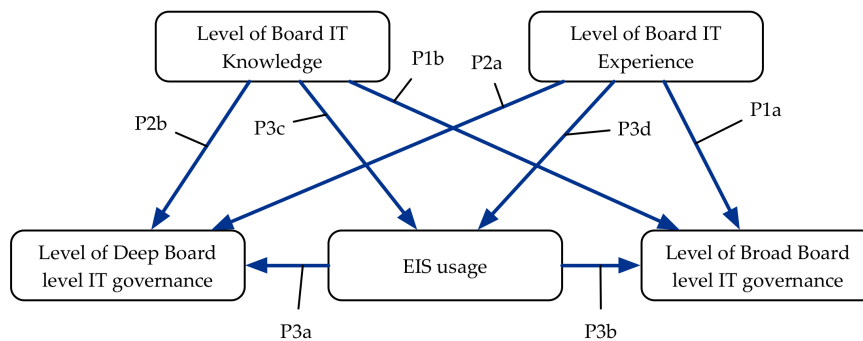 Level of Board IT
Knowledge
Level of Board IT
Experience
P1b
P2a
P2b
P3c
P3d
P1a
Level of Deep Board
level IT governance
EIS usage
Level of Broad Board
level IT governance
P3a
P3b